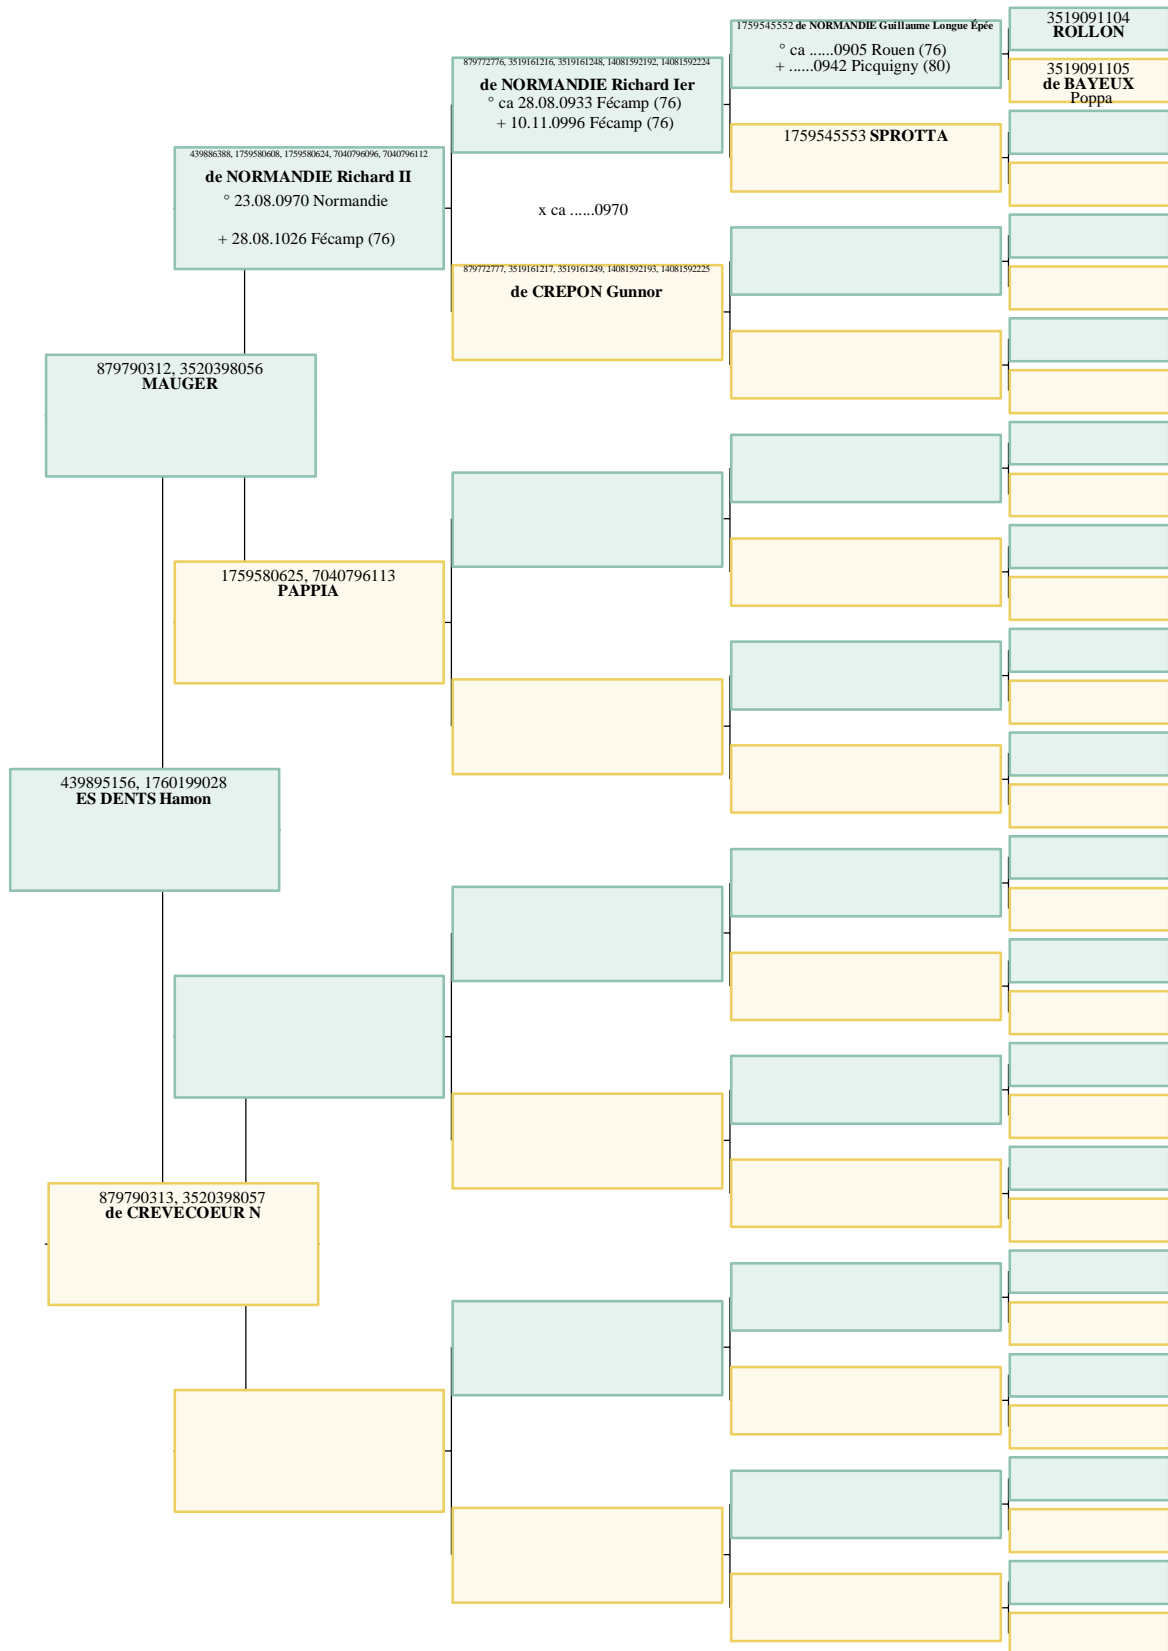 3519091104
ROLLON
3519091105
de BAYEUX
Poppa
1759545552 de NORMANDIE Guillaume Longue Épée
° ca ......0905 Rouen (76)
+ ......0942 Picquigny (80)
1759545553 SPROTTA
879772776, 3519161216, 3519161248, 14081592192, 14081592224
de NORMANDIE Richard Ier
° ca 28.08.0933 Fécamp (76)
+ 10.11.0996 Fécamp (76)
x ca ......0970
879772777, 3519161217, 3519161249, 14081592193, 14081592225
de CREPON Gunnor
439886388, 1759580608, 1759580624, 7040796096, 7040796112
de NORMANDIE Richard II
° 23.08.0970 Normandie
+ 28.08.1026 Fécamp (76)
879790312, 3520398056
MAUGER
1759580625, 7040796113
PAPPIA
439895156, 1760199028
ES DENTS Hamon
879790313, 3520398057
de CREVECOEUR N